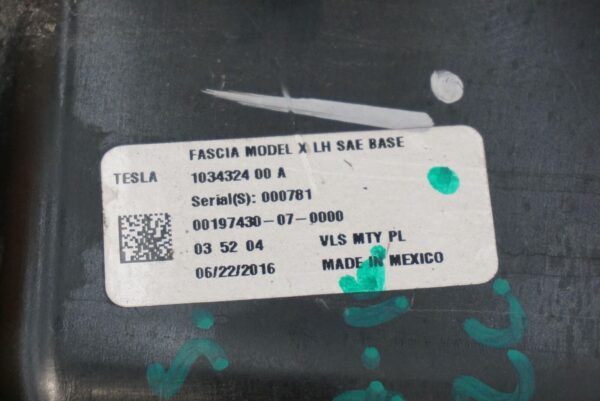 FASCIA MODEL X LH SAE BASE
TESLA 1034324 00 A
Serial(S): 000781
00197430-07-0000
03 52 04 VLS MTY PL
06/22/2016 MADE IN MEXICO